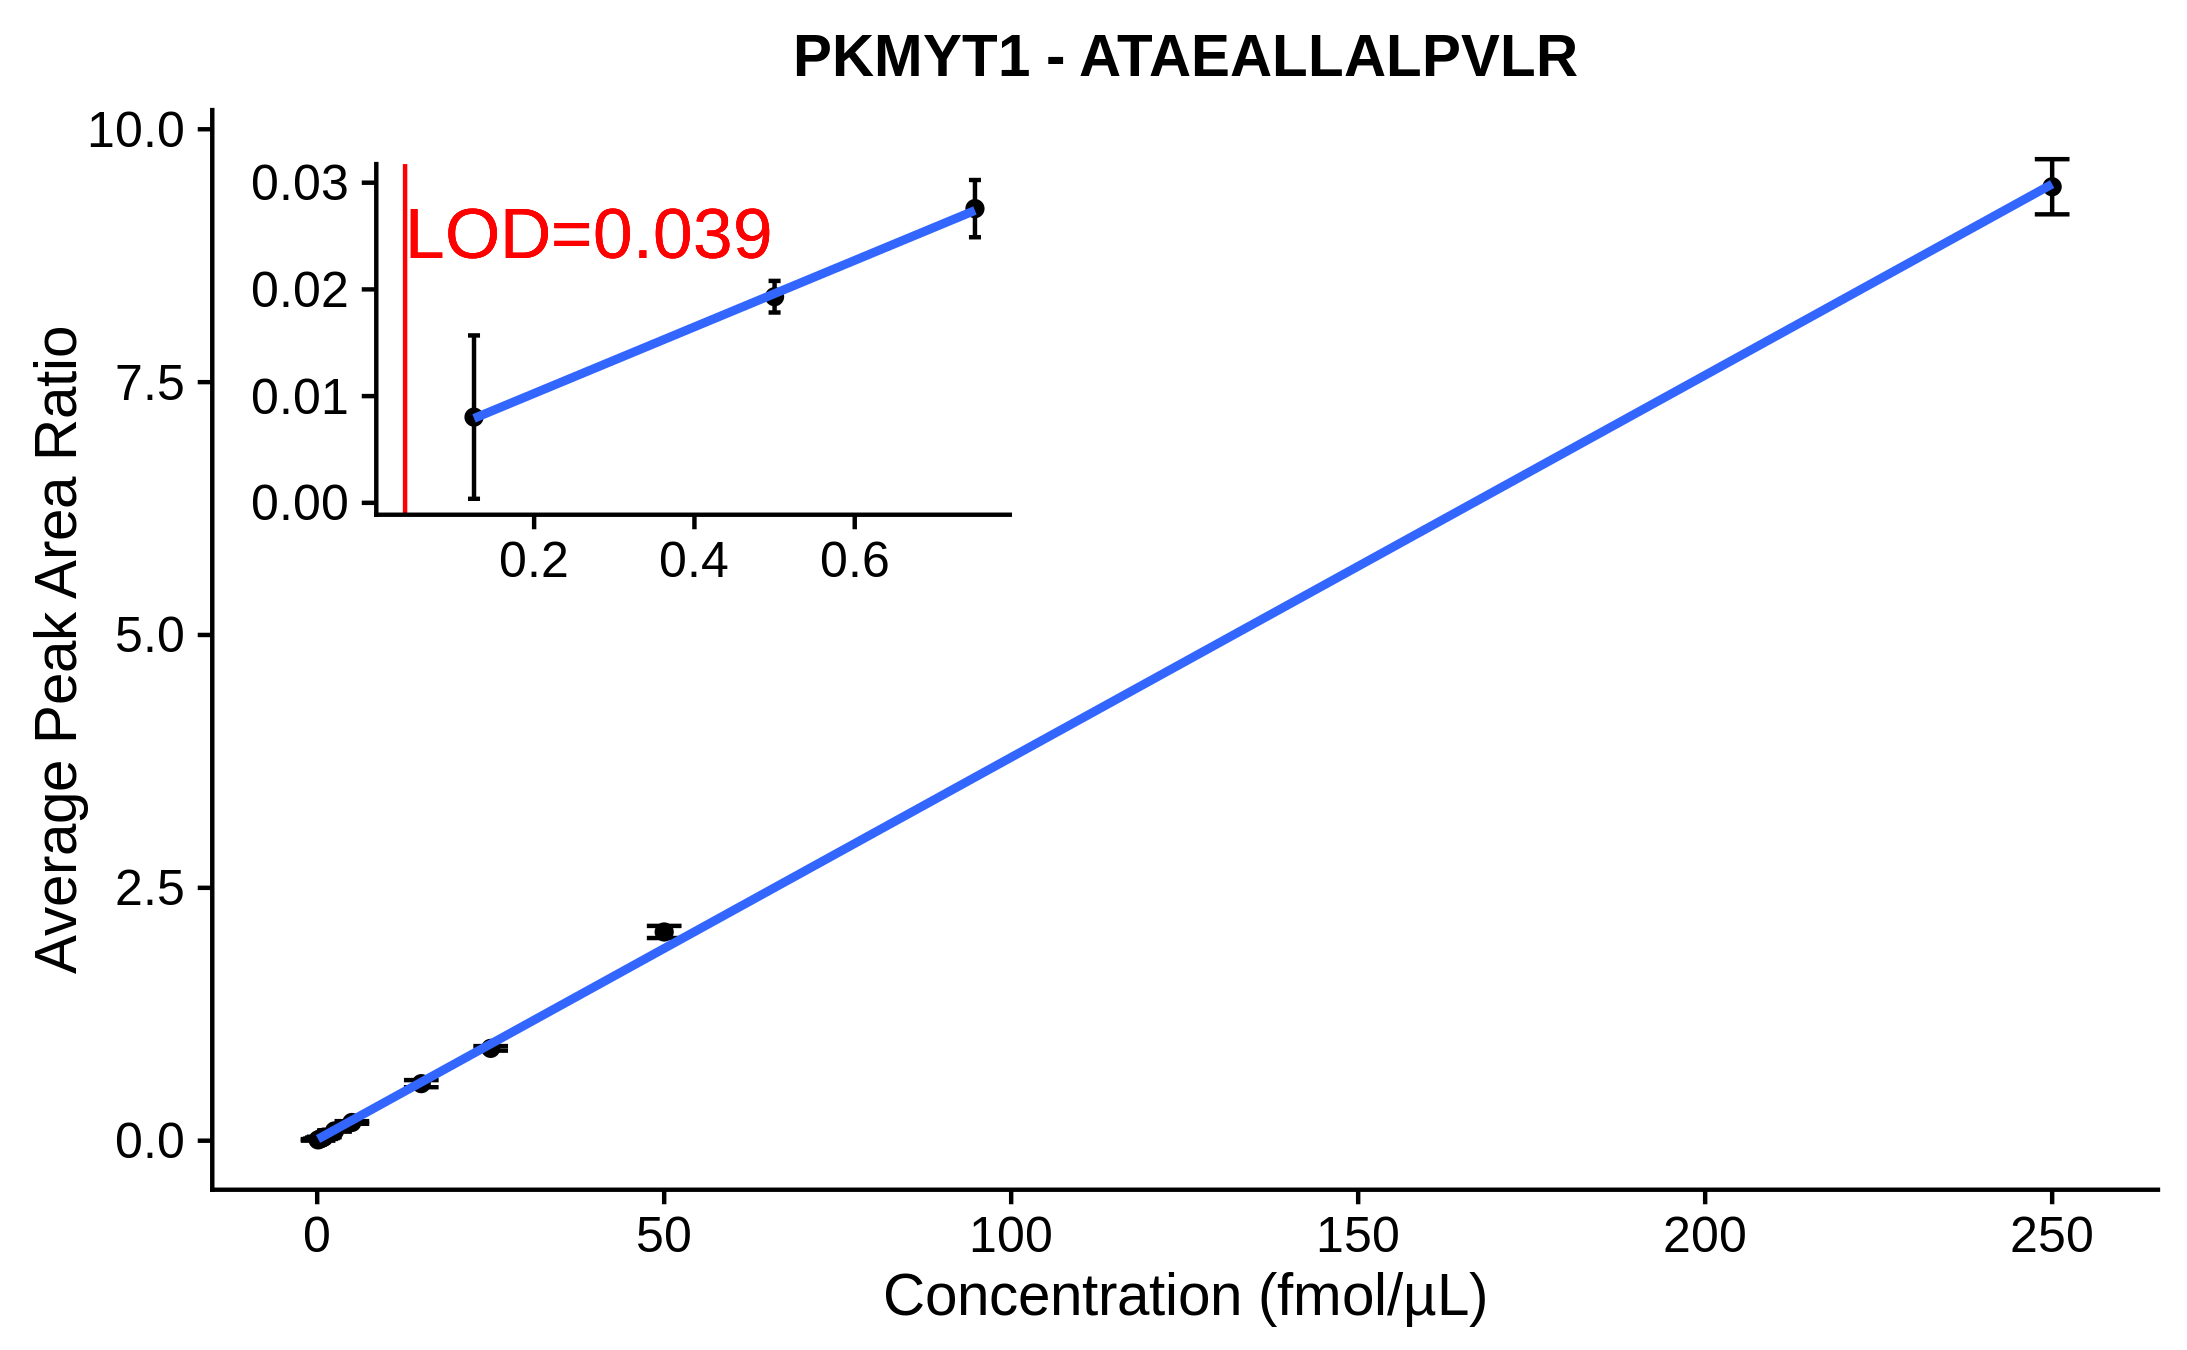 PKMYT1 - ATAEALLALPVLR
10.0
7.5
5.0
2.5
0.0
Average Peak Area Ratio
0.03
0.02
0.01
0.00
LOD=0.039
0.2 0.4 0.6
0 50 100 150 200 250
Concentration (fmol/µL)